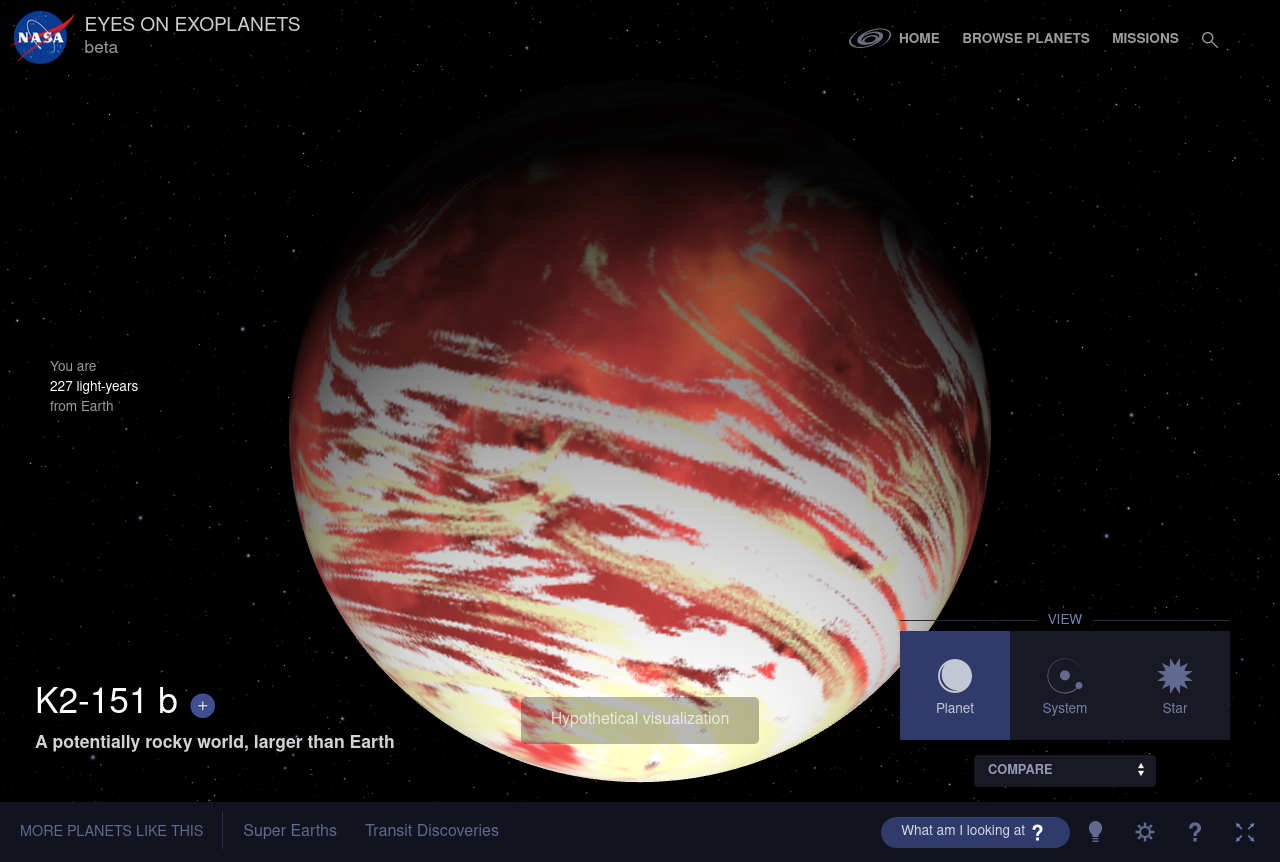 NASA
EYES ON EXOPLANETS
beta
HOME
BROWSE PLANETS
MISSIONS
You are
227 light-years
from Earth
VIEW
Planet
System
Star
K2-151 b +
A potentially rocky world, larger than Earth
Hypothetical visualization
COMPARE
MORE PLANETS LIKE THIS
Super Earths
Transit Discoveries
What am I looking at ?
?